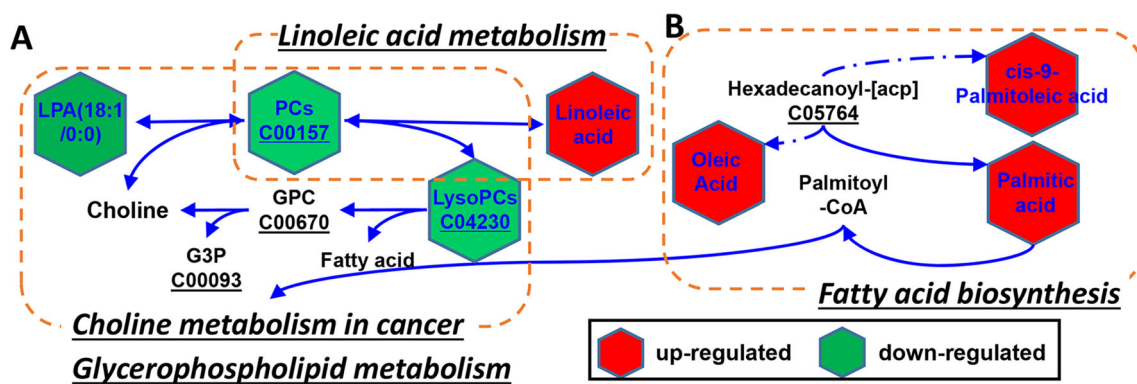 A
Linoleic acid metabolism
B
LPA(18:1
/0:0)
PCs
C00157
Linoleic
acid
Hexadecanoyl-[acp]
C05764
cis-9-
Palmitoleic acid
Oleic
Acid
Palmitic
acid
Palmitoyl
-CoA
Choline
GPC
C00670
LysoPCs
C04230
G3P
C00093
Fatty acid
Choline metabolism in cancer
Glycerophospholipid metabolism
Fatty acid biosynthesis
up-regulated
down-regulated